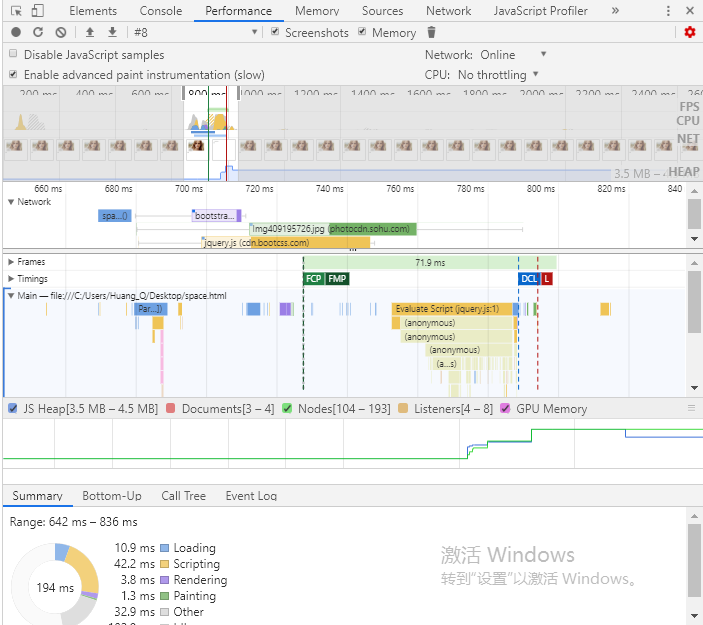 Elements Console Performance Memory Sources Network JavaScript Profiler »
#8 Screenshots Memory
Disable JavaScript samples Network: Online
Enable advanced paint instrumentation (slow) CPU: No throttling
200 ms 400 ms 600 ms 800 ms 1000 ms 1200 ms 1400 ms 1600 ms 1800 ms 2000 ms 2200 ms 2400 ms
FPS
CPU
NET
3.5 MB – HEAP
660 ms 680 ms 700 ms 720 ms 740 ms 760 ms 780 ms 800 ms 820 ms 840
Network
spa...() bootstra...
img409195726.jpg (photocdn.sohu.com)
jquery.js (cdn.bootcss.com)
Frames 71.9 ms
Timings FCP FMP DCL L
Main — file:///C:/Users/Huang_Q/Desktop/space.html
Par...]) Evaluate Script (jquery.js:1)
(anonymous)
(anonymous)
(anonymous)
(a...s)
JS Heap[3.5 MB – 4.5 MB] Documents[3 – 4] Nodes[104 – 193] Listeners[4 – 8] GPU Memory
Summary Bottom-Up Call Tree Event Log
Range: 642 ms – 836 ms
10.9 ms Loading
42.2 ms Scripting
3.8 ms Rendering
194 ms
1.3 ms Painting
32.9 ms Other
激活 Windows
转到“设置”以激活 Windows。